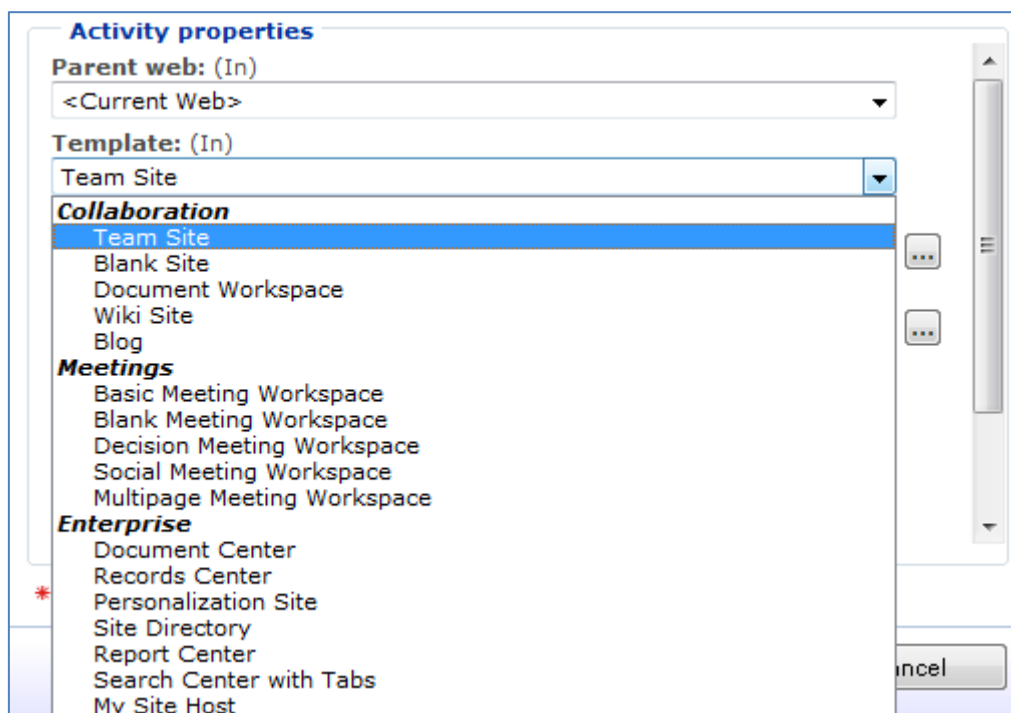 Activity properties
Parent web: (In)
<Current Web>
Template: (In)
Team Site
Collaboration
Team Site
Blank Site
Document Workspace
Wiki Site
Blog
Meetings
Basic Meeting Workspace
Blank Meeting Workspace
Decision Meeting Workspace
Social Meeting Workspace
Multipage Meeting Workspace
Enterprise
Document Center
Records Center
*
Personalization Site
Site Directory
Report Center
ncel
Search Center with Tabs
My Site Host
...
...